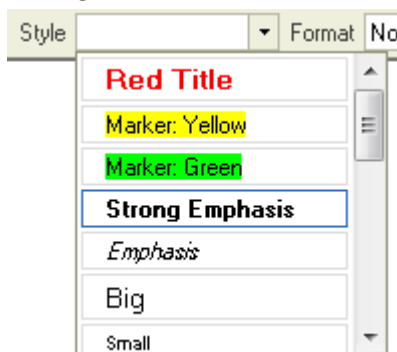 Style Format No
Red Title
Marker: Yellow
Marker: Green
Strong Emphasis
Emphasis
Big
Small